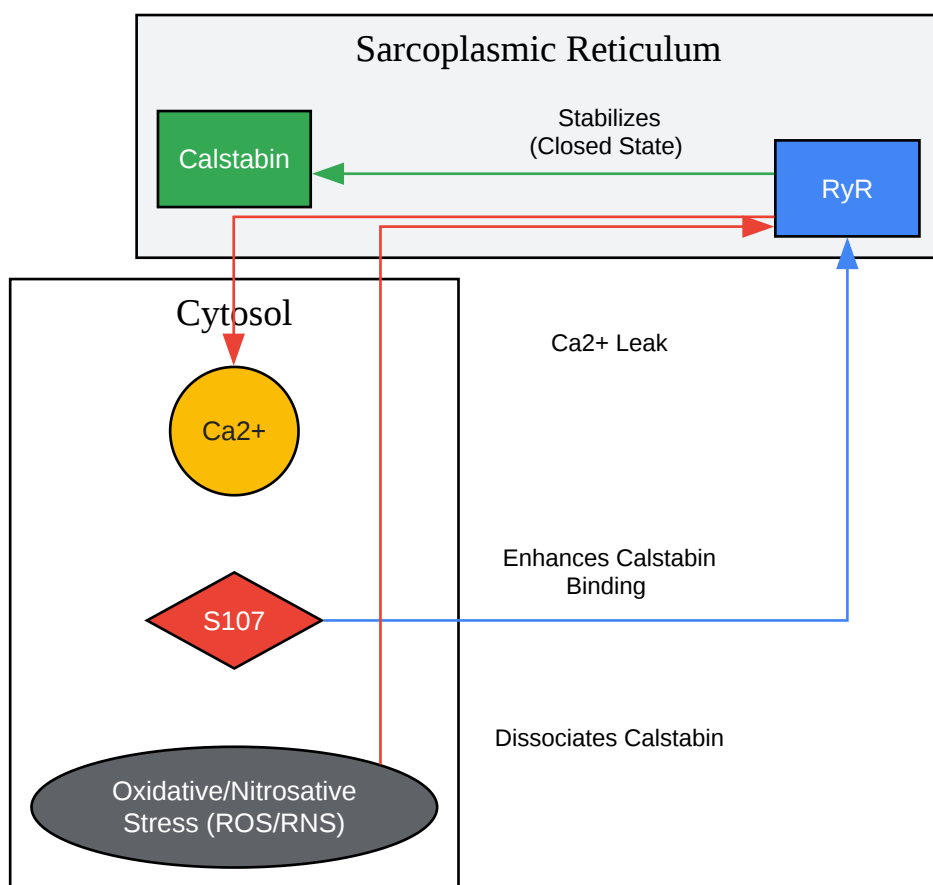 Sarcoplasmic Reticulum
Stabilizes
(Closed State)
Calstabin
RyR
Cytosol
Ca2+ Leak
Ca2+
Enhances Calstabin
Binding
S107
Dissociates Calstabin
Oxidative/Nitrosative
Stress (ROS/RNS)